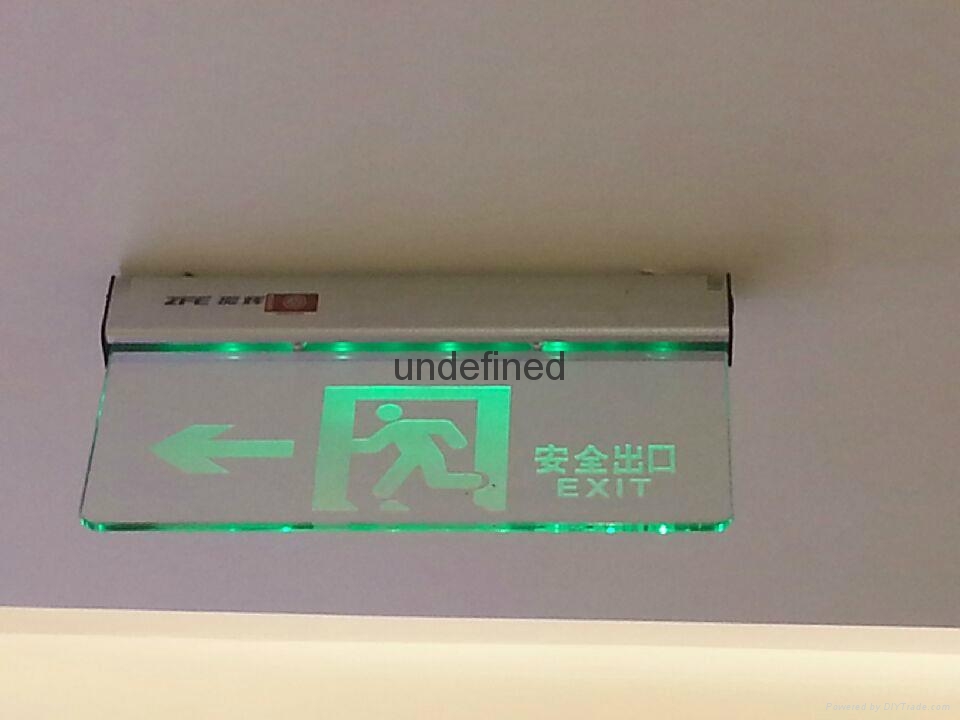 ZFE
undefined
安全出口
EXIT
Powered by DIYTrade.com